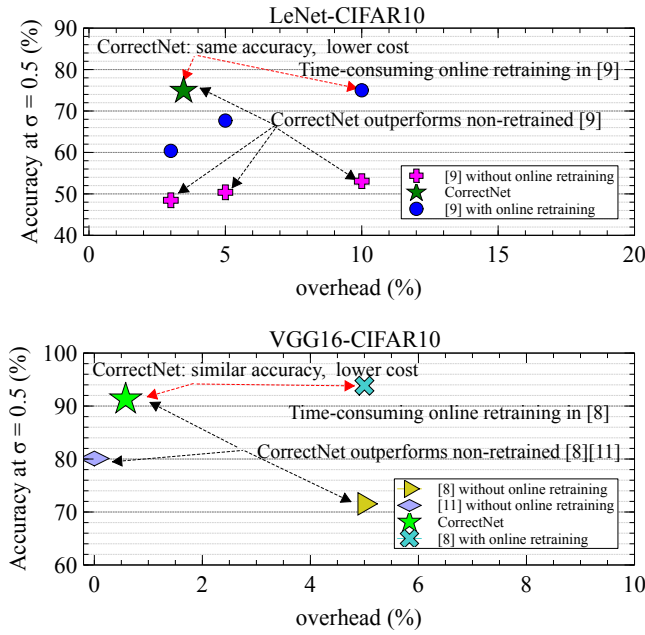 LeNet-CIFAR10
90
CorrectNet: same accuracy, lower cost
80
Time-consuming online retraining in [9]
70
CorrectNet outperforms non-retrained [9]
60
50
40
[9] without online retraining
CorrectNet
[9] with online retraining
0 5 10 15 20
overhead (%)
Accuracy at σ = 0.5 (%)
VGG16-CIFAR10
100
CorrectNet: similar accuracy, lower cost
90
Time-consuming online retraining in [8]
80
CorrectNet outperforms non-retrained [8][11]
70
60
[8] without online retraining
[11] without online retraining
CorrectNet
[8] with online retraining
0 2 4 6 8 10
overhead (%)
Accuracy at σ = 0.5 (%)